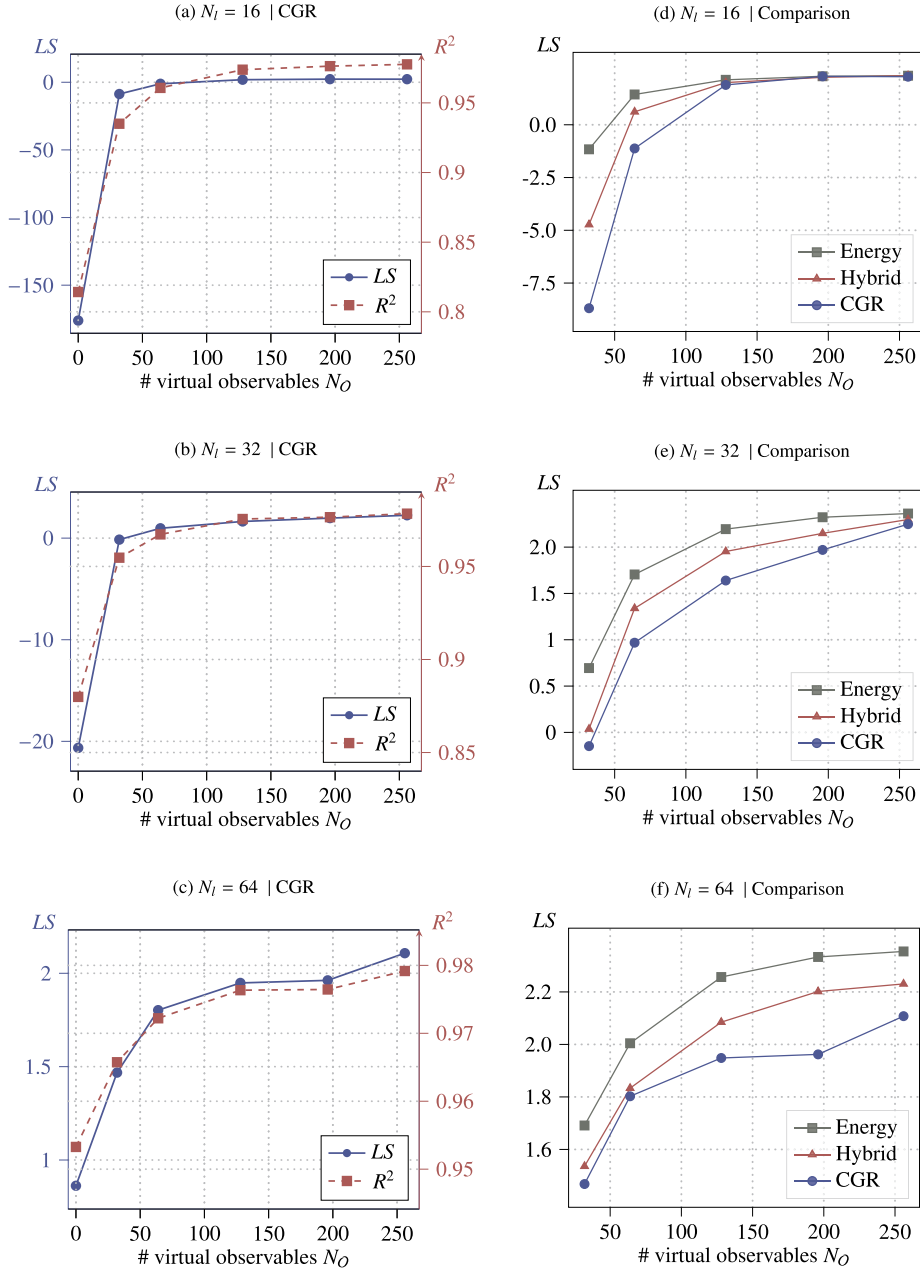 (a) N_l = 16 | CGR
LS
R²
0
−50
−100
−150
0.95
0.9
0.85
0.8
LS
R²
0 50 100 150 200 250
# virtual observables N_O
(d) N_l = 16 | Comparison
LS
0.0
-2.5
-5.0
-7.5
Energy
Hybrid
CGR
50 100 150 200 250
# virtual observables N_O
(b) N_l = 32 | CGR
LS
R²
0
−10
−20
0.95
0.9
0.85
LS
R²
0 50 100 150 200 250
# virtual observables N_O
(e) N_l = 32 | Comparison
LS
2.0
1.5
1
0.5
0
Energy
Hybrid
CGR
50 100 150 200 250
# virtual observables N_O
(c) N_l = 64 | CGR
LS
R²
2
1.5
1
0.98
0.97
0.96
0.95
LS
R²
0 50 100 150 200 250
# virtual observables N_O
(f) N_l = 64 | Comparison
LS
2.2
2.0
1.8
1.6
Energy
Hybrid
CGR
50 100 150 200 250
# virtual observables N_O